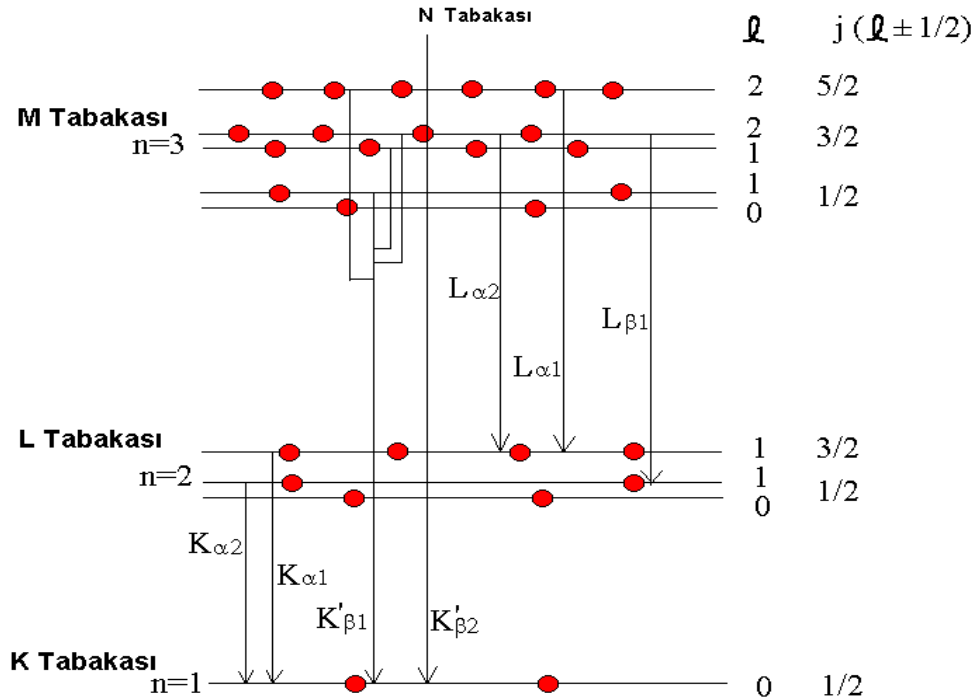 N Tabakası
ℓ j (ℓ ± 1/2)
2 5/2
M Tabakası
n=3
2 3/2
1
1 1/2
0
Lα2
Lβ1
Lα1
L Tabakası
n=2
1 3/2
1 1/2
0
Kα2
Kα1
K'β1
K'β2
K Tabakası
n=1
0 1/2